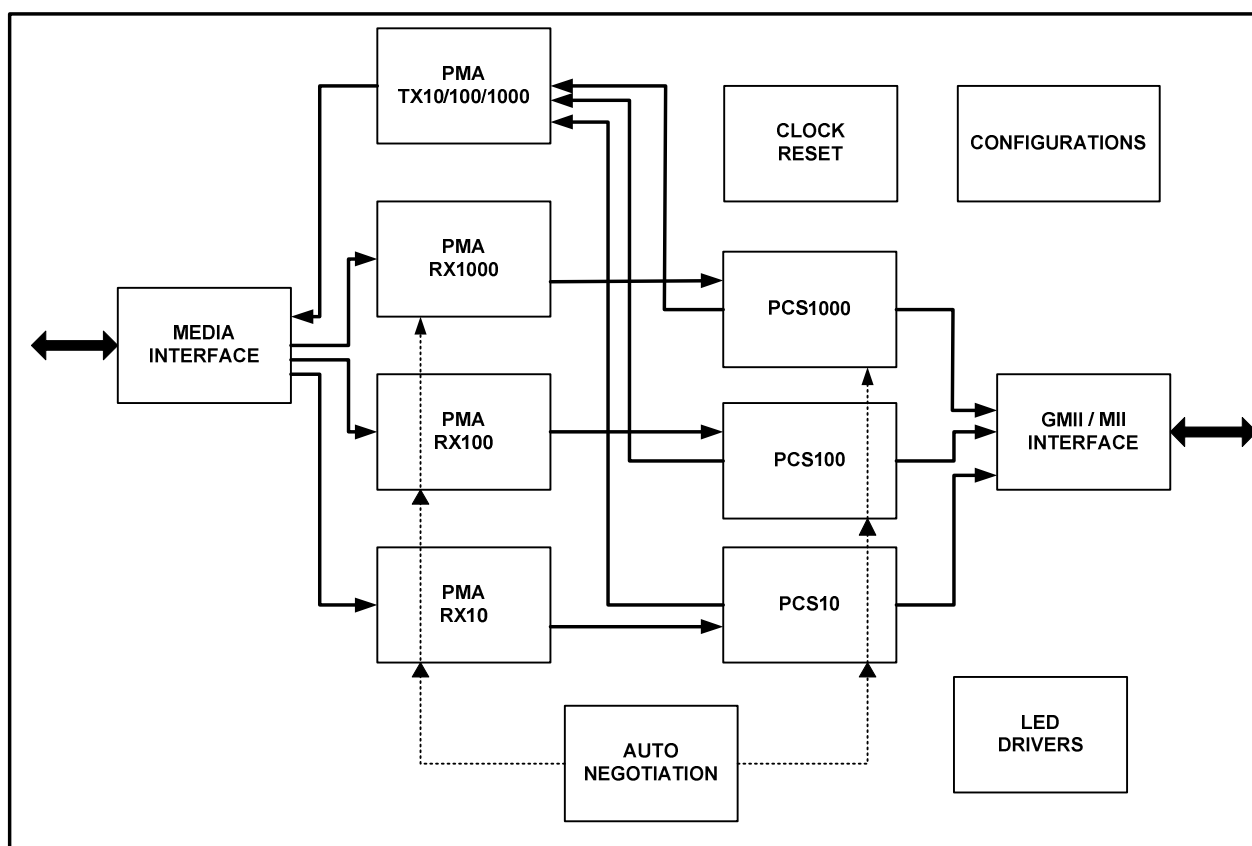 PMA
TX10/100/1000
CLOCK
RESET
CONFIGURATIONS
PMA
RX1000
PCS1000
MEDIA
INTERFACE
PMA
RX100
PCS100
GMII / MII
INTERFACE
PMA
RX10
PCS10
AUTO
NEGOTIATION
LED
DRIVERS